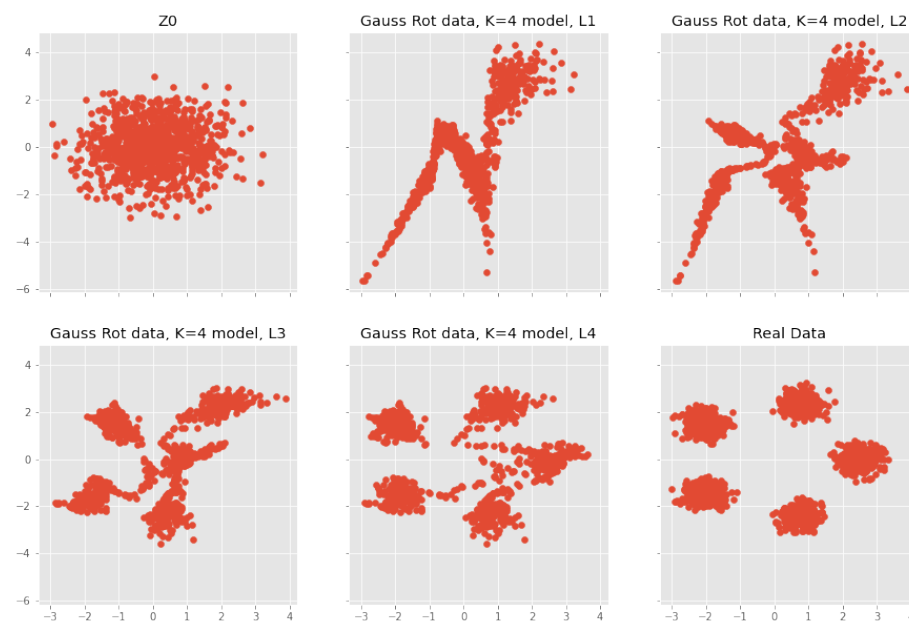 Z0
Gauss Rot data, K=4 model, L1
Gauss Rot data, K=4 model, L2
4
2
0
−2
−4
−6
Gauss Rot data, K=4 model, L3
Gauss Rot data, K=4 model, L4
Real Data
4
2
0
−2
−4
−6
−3 −2 −1 0 1 2 3 4
−3 −2 −1 0 1 2 3 4
−3 −2 −1 0 1 2 3